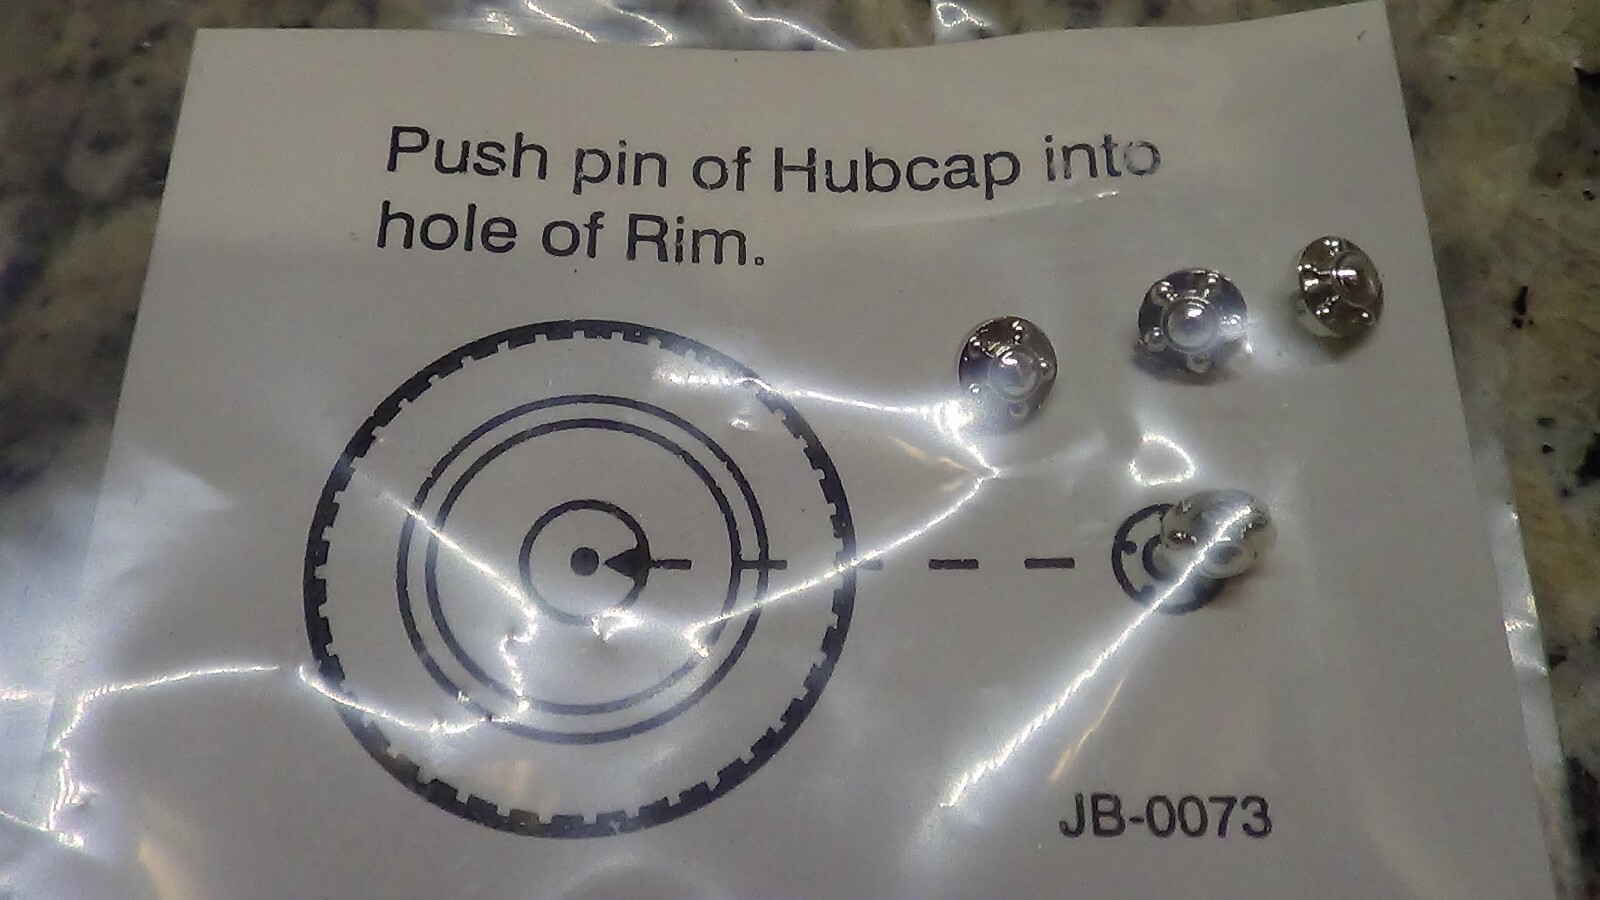 Push pin of Hubcap into
hole of Rim.
JB-0073